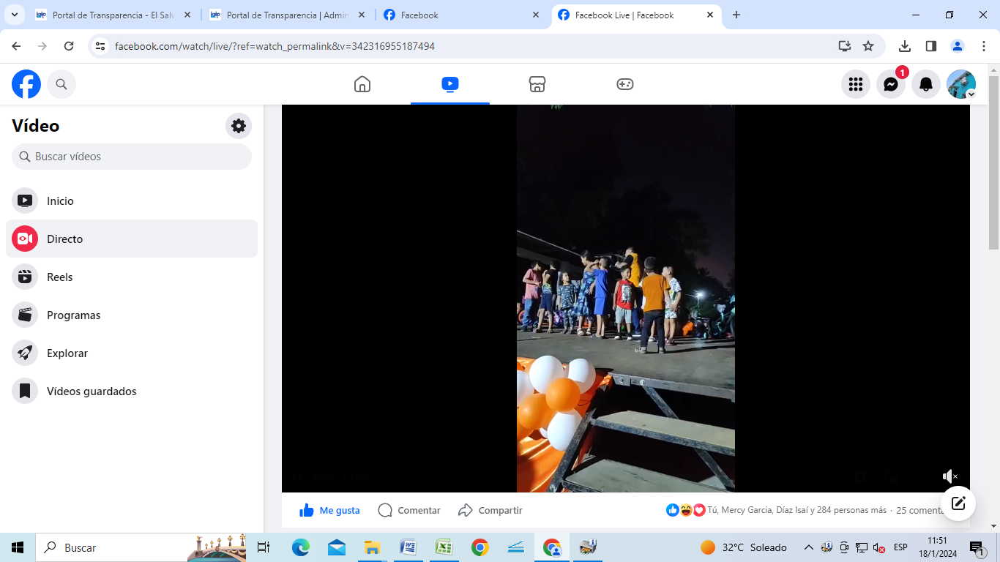 Portal de Transparencia - El Salv
Portal de Transparencia | Admin
Facebook
Facebook Live | Facebook
facebook.com/watch/live/?ref=watch_permalink&v=342316955187494
1
Vídeo
Buscar vídeos
Inicio
Directo
Reels
Programas
Explorar
Vídeos guardados
Me gusta
Comentar
Compartir
Tú, Mercy Garcia, Díaz Isaí y 284 personas más · 25 comenta
Buscar
32°C Soleado
ESP
11:51
18/1/2024
1